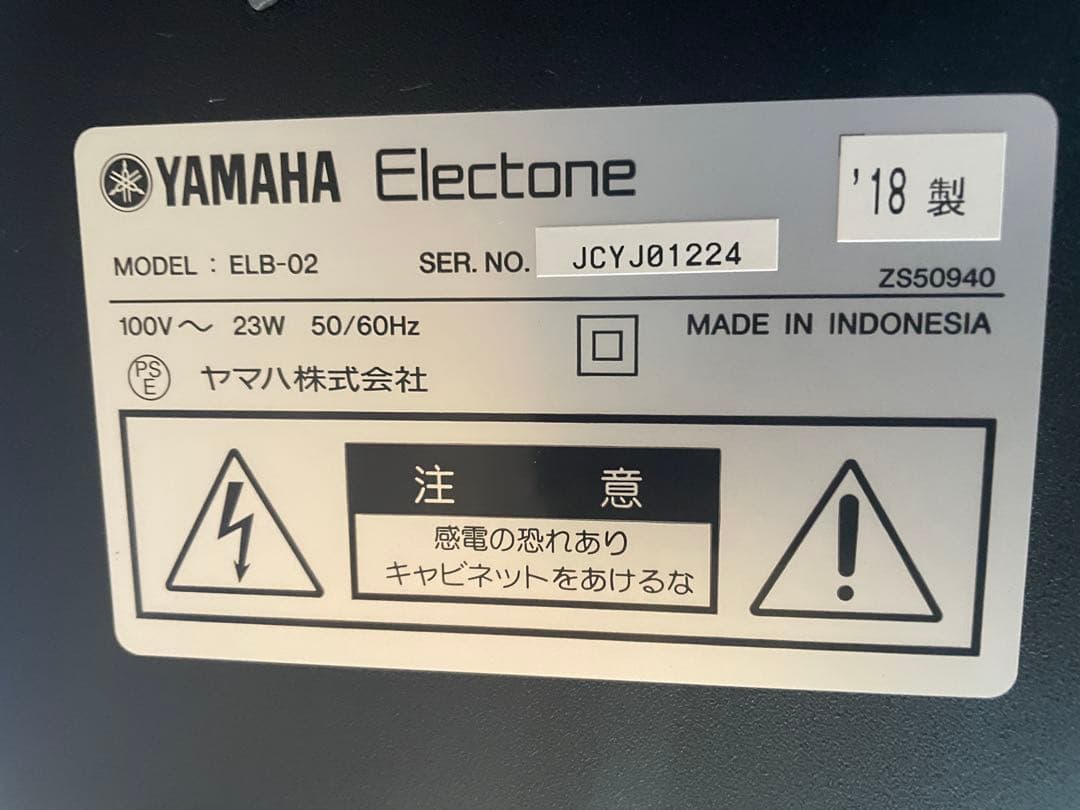 YAMAHA Electone
'18 製
MODEL : ELB-02 SER. NO. JCYJ01224
ZS50940
100V～ 23W 50/60Hz MADE IN INDONESIA
PS
E
ヤマハ株式会社
注意
感電の恐れあり
キャビネットをあけるな